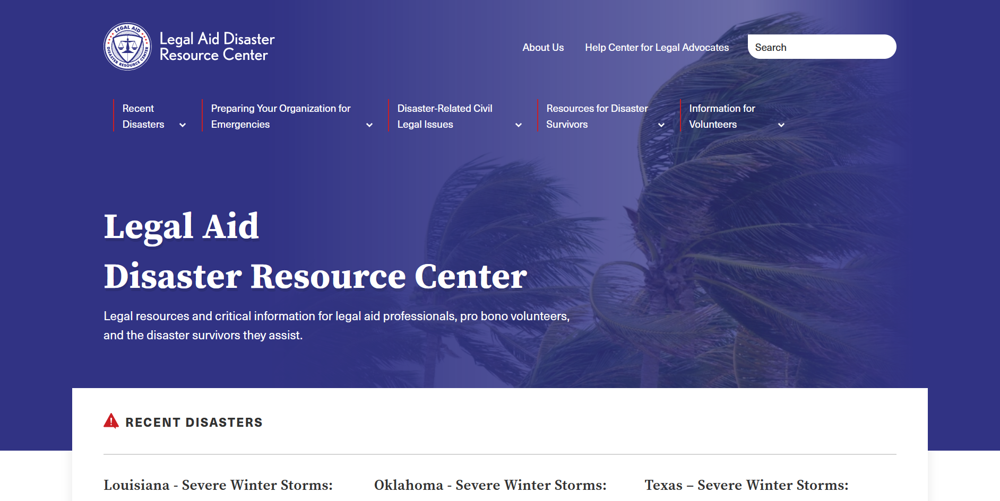 LEGAL AID
DISASTER RESOURCE CENTER
Legal Aid Disaster
Resource Center
About Us
Help Center for Legal Advocates
Search
Recent
Disasters
Preparing Your Organization for
Emergencies
Disaster-Related Civil
Legal Issues
Resources for Disaster
Survivors
Information for
Volunteers
Legal Aid
Disaster Resource Center
Legal resources and critical information for legal aid professionals, pro bono volunteers,
and the disaster survivors they assist.
RECENT DISASTERS
Louisiana - Severe Winter Storms:
Oklahoma - Severe Winter Storms:
Texas – Severe Winter Storms: